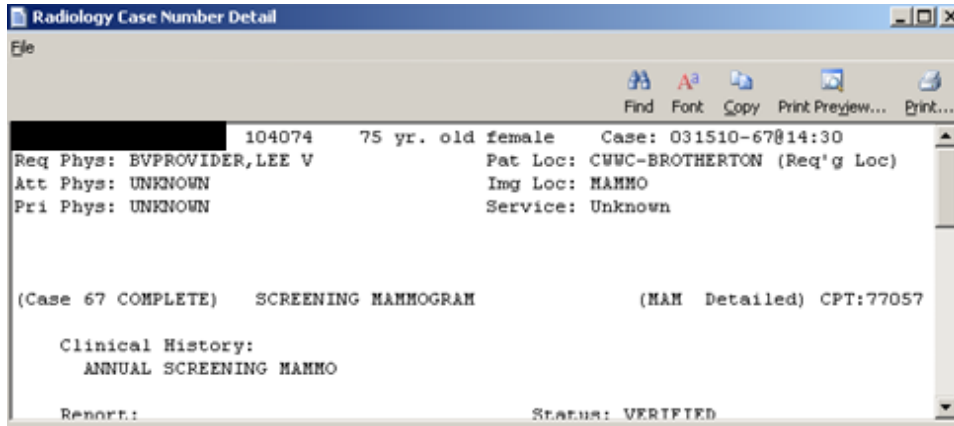 Radiology Case Number Detail
File
Find Font Copy Print Preview... Print...
104074 75 yr. old female Case: 031510-67@14:30
Req Phys: BVPROVIDER,LEE V Pat Loc: CWWC-BROTHERTON (Req'g Loc)
Att Phys: UNKNOWN Img Loc: MAMMO
Pri Phys: UNKNOWN Service: Unknown
(Case 67 COMPLETE) SCREENING MAMMOGRAM (MAM Detailed) CPT:77057
Clinical History:
ANNUAL SCREENING MAMMO
Report: Status: VERIFIED